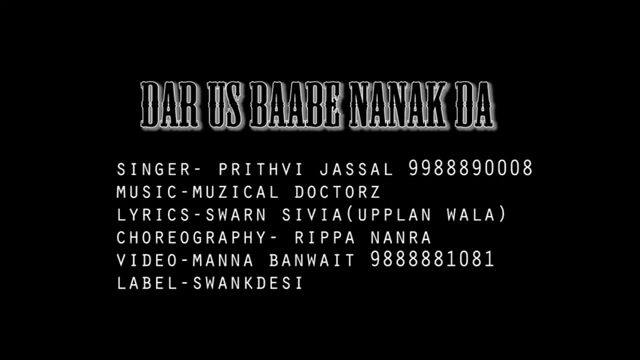 DAR US BAABE NANAK DA
SINGER- PRITHVI JASSAL 9988890008
MUSIC-MUZICAL DOCTORZ
LYRICS-SWARN SIVIA(UPPLAN WALA)
CHOREOGRAPHY- RIPPA NANRA
VIDEO-MANNA BANWAIT 9888881081
LABEL-SWANKDESI